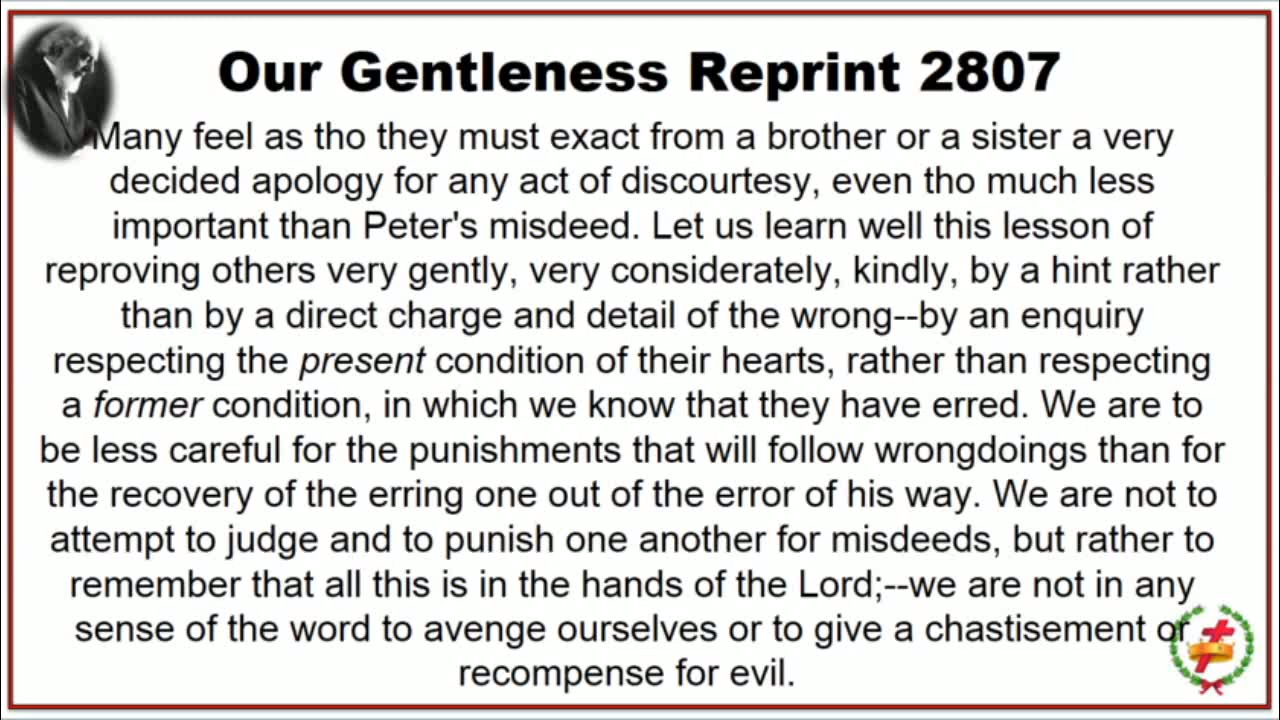 Our Gentleness Reprint 2807
Many feel as tho they must exact from a brother or a sister a very
decided apology for any act of discourtesy, even tho much less
important than Peter's misdeed. Let us learn well this lesson of
reproving others very gently, very considerately, kindly, by a hint rather
than by a direct charge and detail of the wrong--by an enquiry
respecting the present condition of their hearts, rather than respecting
a former condition, in which we know that they have erred. We are to
be less careful for the punishments that will follow wrongdoings than for
the recovery of the erring one out of the error of his way. We are not to
attempt to judge and to punish one another for misdeeds, but rather to
remember that all this is in the hands of the Lord;--we are not in any
sense of the word to avenge ourselves or to give a chastisement or
recompense for evil.